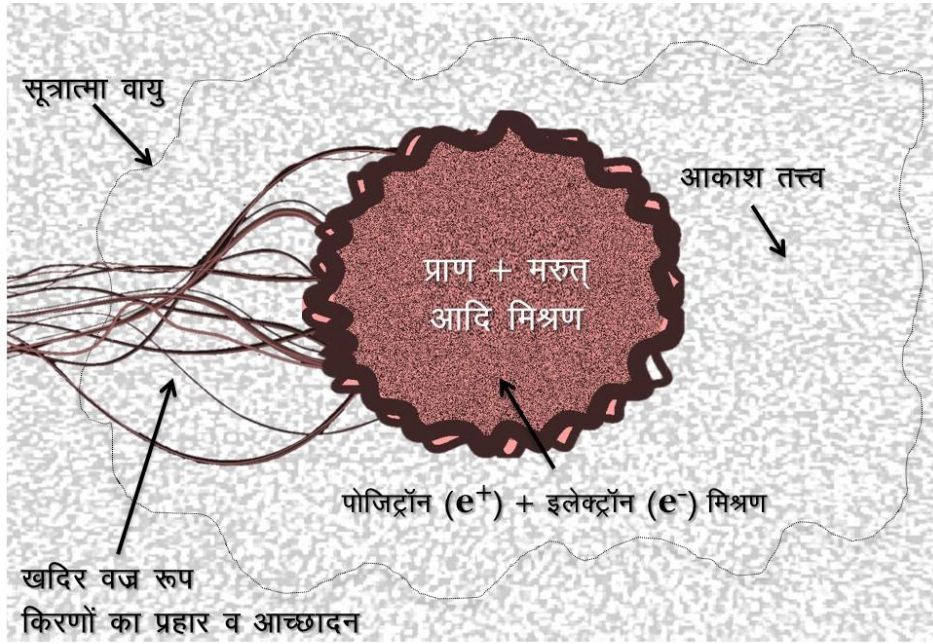 सूत्रात्मा वायु
आकाश तत्त्व
प्राण + मरुत्
आदि मिश्रण
पोजिट्रॉन (e⁺) + इलेक्ट्रॉन (e⁻) मिश्रण
खदिर वज्र रूप
किरणों का प्रहार व आच्छादन